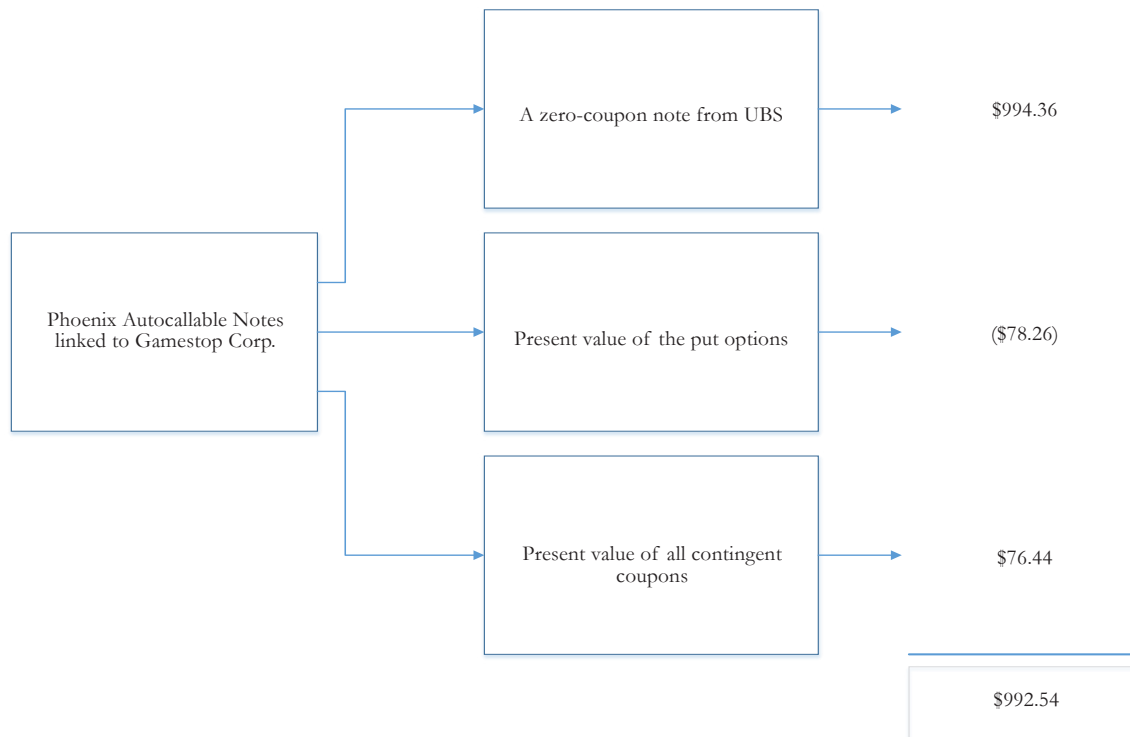 A zero-coupon note from UBS
$994.36
Phoenix Autocallable Notes
linked to Gamestop Corp.
Present value of the put options
($78.26)
Present value of all contingent
coupons
$76.44
$992.54